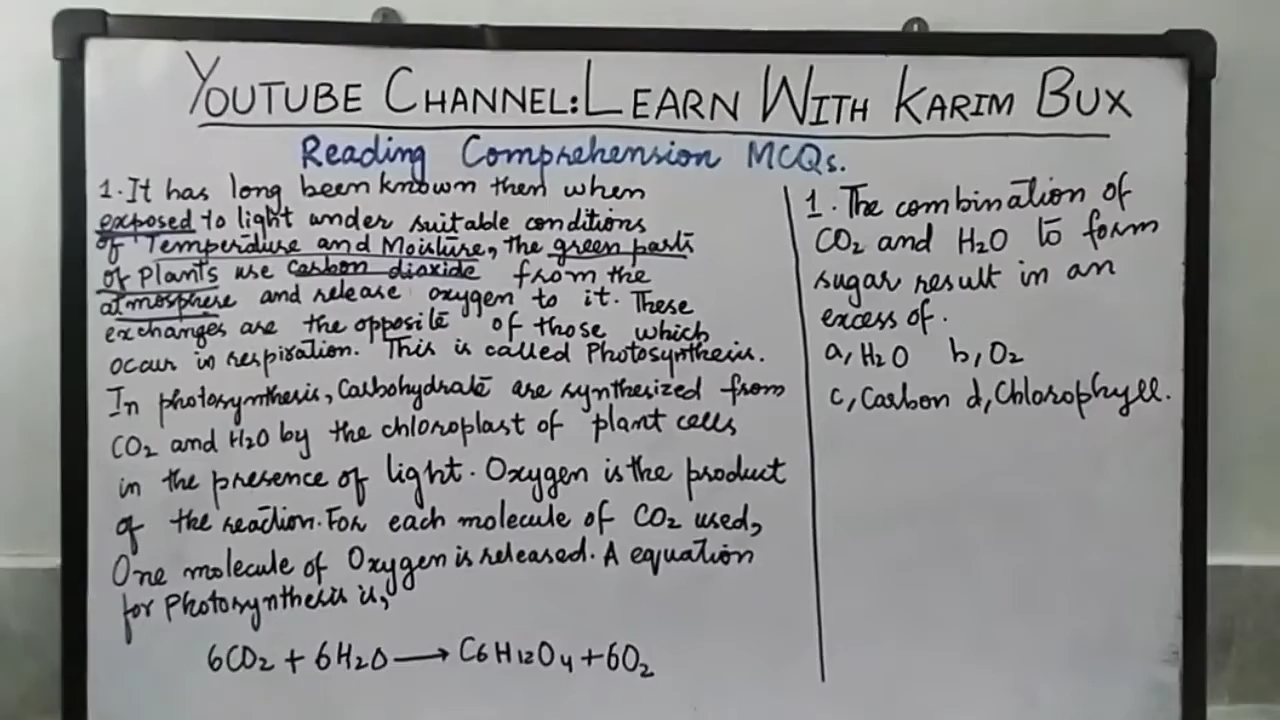 YOUTUBE CHANNEL: LEARN WITH KARIM BUX
Reading Comprehension MCQs.
1. It has long been known them when
exposed to light under suitable conditions
of Temperature and Moisture, the green parts
of plants use carbon dioxide from the
atmosphere and release oxygen to it. These
exchanges are the opposite of those which
occur in respiration. This is called Photosynthesis.
In photosynthesis, Carbohydrate are synthesized from
CO2 and H2O by the chloroplast of plant cells
in the presence of light. Oxygen is the product
of the reaction. For each molecule of CO2 used,
One molecule of Oxygen is released. A equation
for Photosynthesis is,
6CO2 + 6H2O → C6H12O4 + 6O2
1. The combination of
CO2 and H2O to form
sugar result in an
excess of.
a, H2O b, O2
c, Carbon d, Chlorophyll.